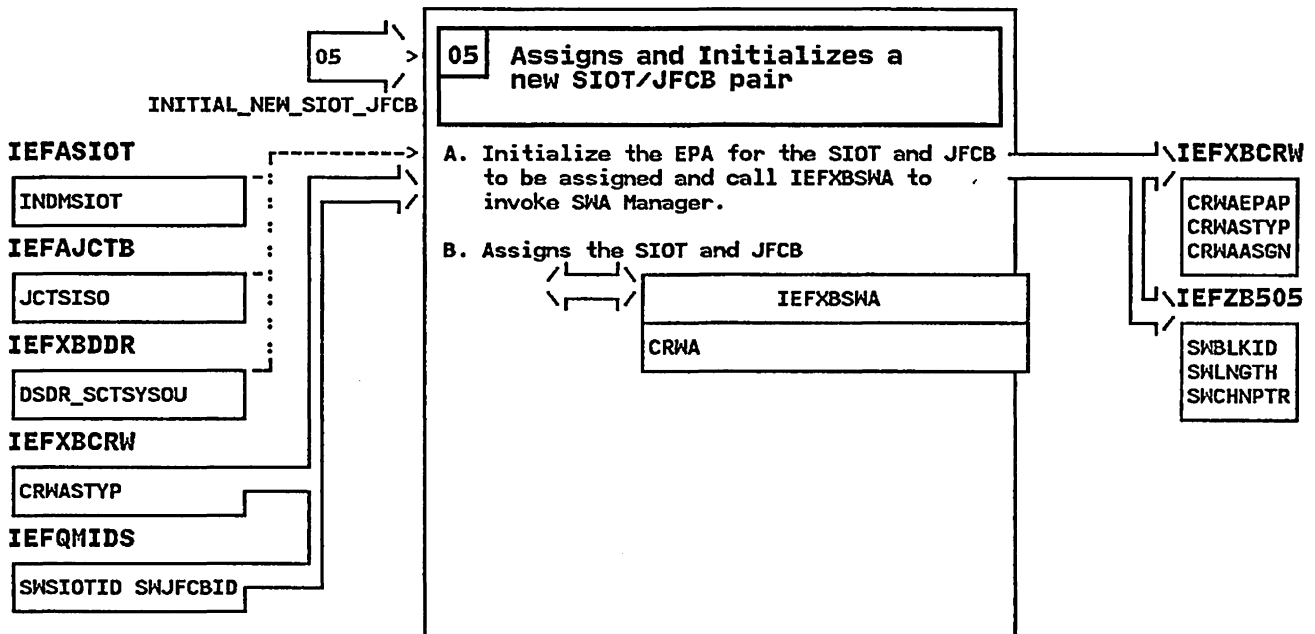 05
INITIAL_NEW_SIOT_JFCB
05 Assigns and Initializes a
new SIOT/JFCB pair
IEFASIOT
INDMSIOT
IEFAJCTB
JCTSISO
IEFXBDDR
DSDR_SCTSYSOU
IEFXBCRW
CRWASTYP
IEFQMIDS
SWSIOTID SWJFCBID
A. Initialize the EPA for the SIOT and JFCB
to be assigned and call IEFXBSWA to
invoke SWA Manager.
B. Assigns the SIOT and JFCB
IEFXBSWA
CRWA
IEFXBCRW
CRWAEPAP
CRWASTYP
CRWAASGN
IEFZB505
SWBLKID
SWLNGTH
SWCHNPTR